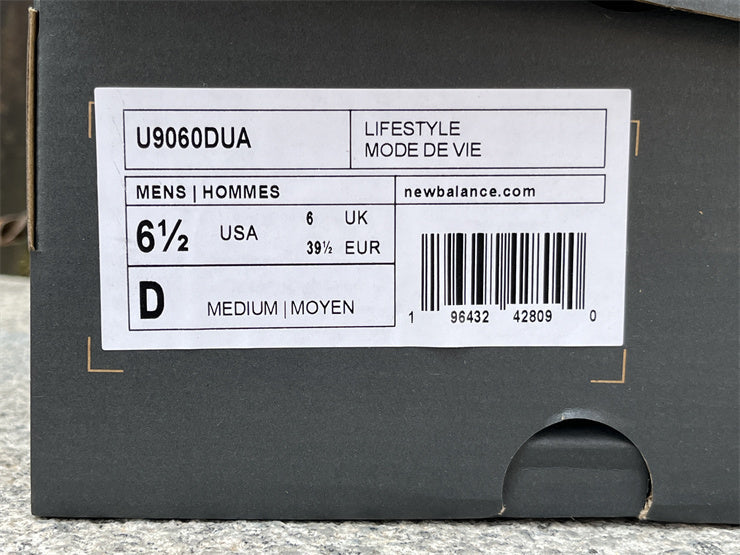 U9060DUA
LIFESTYLE
MODE DE VIE
MENS | HOMMES
newbalance.com
6½ USA
6 UK
39½ EUR
D MEDIUM | MOYEN
1 96432 42809 0